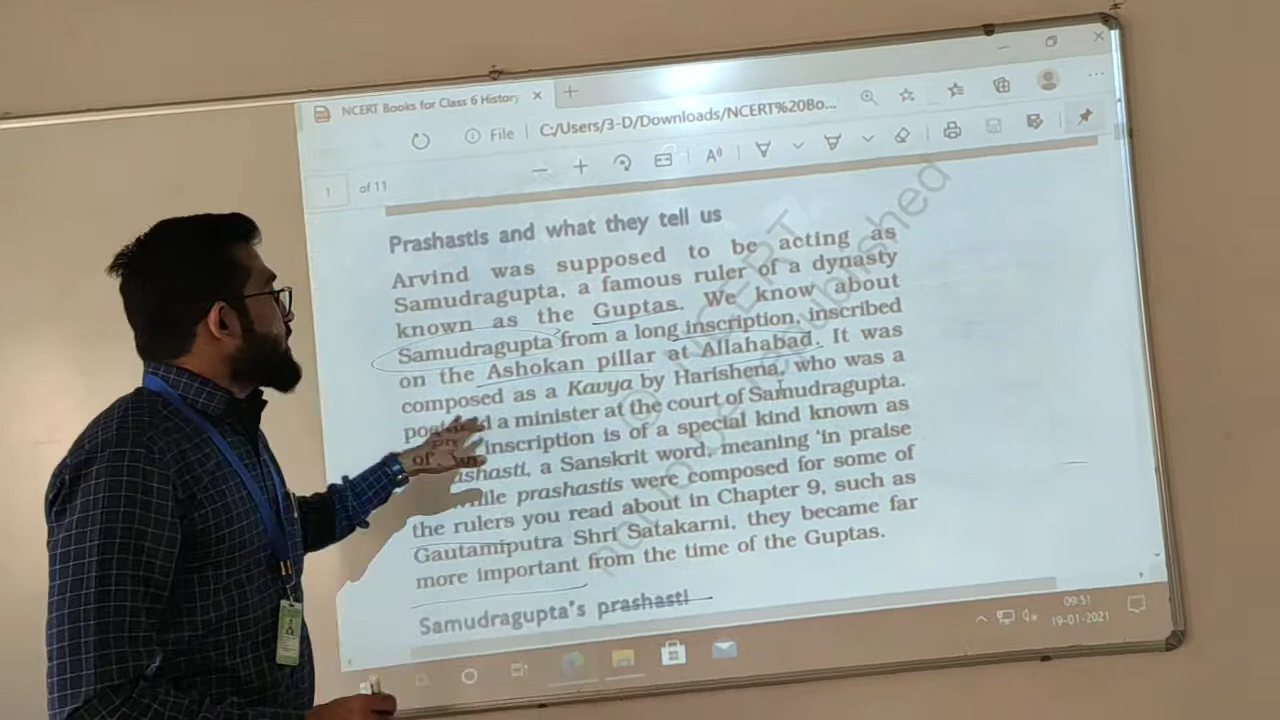 NCERT Books for Class 6 History
File C:/Users/3-D/Downloads/NCERT%20Bo...
1 of 11
Prashastis and what they tell us
Arvind was supposed to be acting as
Samudragupta, a famous ruler of a dynasty
known as the Guptas. We know about
Samudragupta from a long inscription, inscribed
on the Ashokan pillar at Allahabad. It was
composed as a Kavya by Harishena, who was a
a minister at the court of Samudragupta.
inscription is of a special kind known as
a Sanskrit word, meaning 'in praise
of
prashastis were composed for some of
the rulers you read about in Chapter 9, such as
Gautamiputra Shri Satakarni, they became far
more important from the time of the Guptas.
Samudragupta's prashasti
© NCERT
not to be republished
09:51
19-01-2021